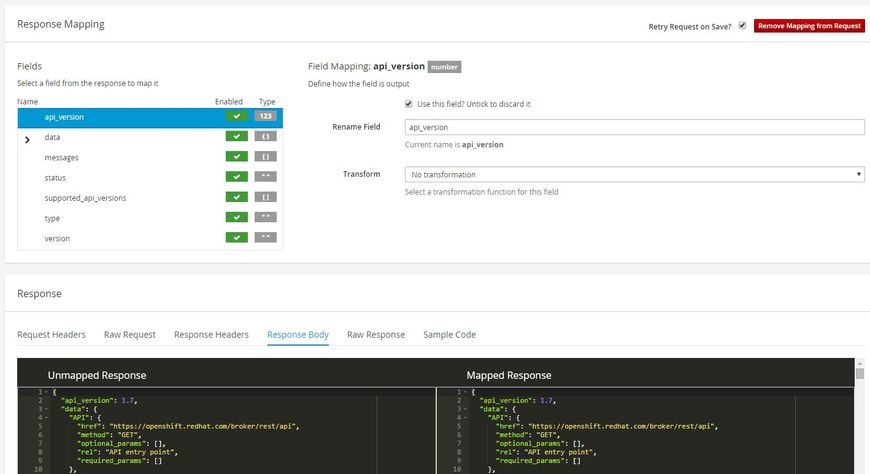 Response Mapping
Retry Request on Save?
Remove Mapping from Request
Fields
Select a field from the response to map it
Name Enabled Type
api_version 123
data { }
messages [ ]
status " "
supported_api_versions [ ]
type " "
version " "
Field Mapping: api_version number
Define how the field is output
Use this field? Untick to discard it
Rename Field api_version
Current name is api_version
Transform No transformation
Select a transformation function for this field
Response
Request Headers Raw Request Response Headers Response Body Raw Response Sample Code
Unmapped Response
1 {
2 "api_version": 1.7,
3 "data": {
4 "API": {
5 "href": "https://openshift.redhat.com/broker/rest/api",
6 "method": "GET",
7 "optional_params": [],
8 "rel": "API entry point",
9 "required_params": []
10 },
Mapped Response
1 {
2 "api_version": 1.7,
3 "data": {
4 "API": {
5 "href": "https://openshift.redhat.com/broker/rest/api",
6 "method": "GET",
7 "optional_params": [],
8 "rel": "API entry point",
9 "required_params": []
10 },